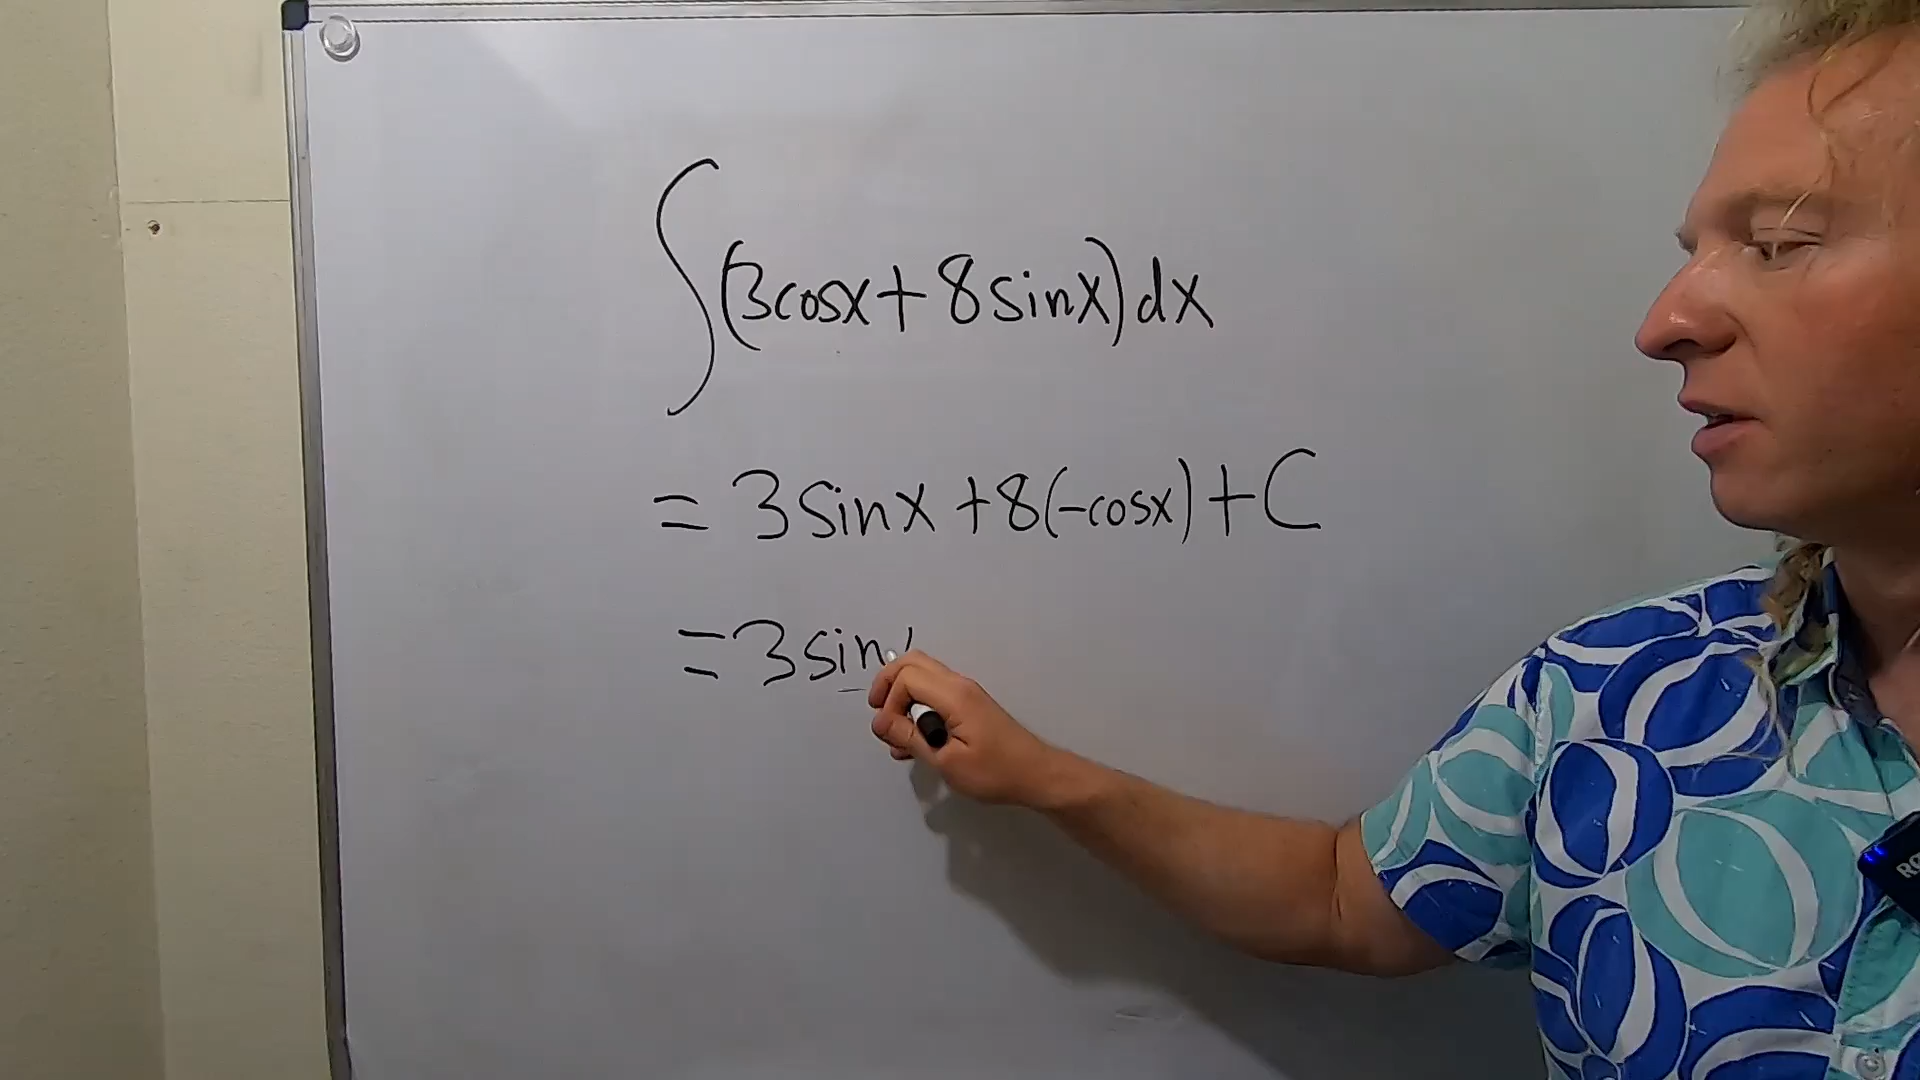 ∫(3cosx+8sinx)dx
= 3sinx+8(-cosx)+C
=3sin